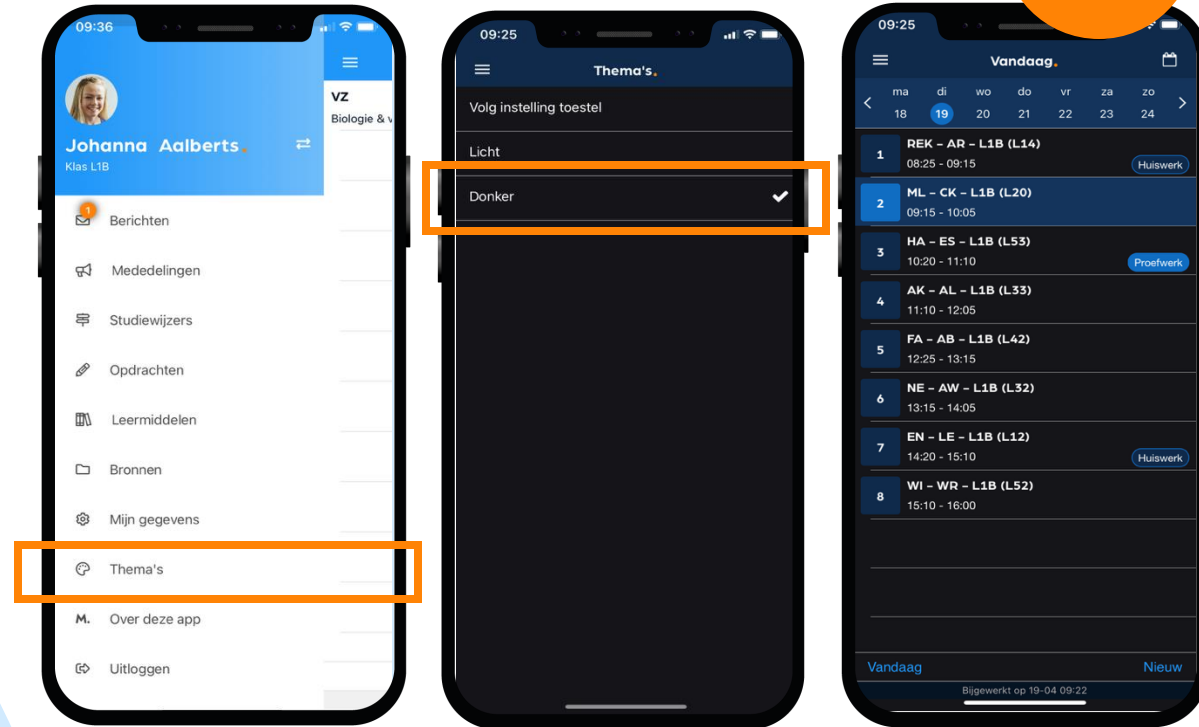 09:36
VZ
Biologie & v
Johanna Aalberts.
Klas L1B
1
Berichten
Mededelingen
Studiewijzers
Opdrachten
Leermiddelen
Bronnen
Mijn gegevens
Thema's
M. Over deze app
Uitloggen
09:25
Thema's.
Volg instelling toestel
Licht
Donker
09:25
Vandaag.
ma di wo do vr za zo
18 19 20 21 22 23 24
1 REK – AR – L1B (L14)
08:25 - 09:15 Huiswerk
2 ML – CK – L1B (L20)
09:15 - 10:05
3 HA – ES – L1B (L53)
10:20 - 11:10 Proefwerk
4 AK – AL – L1B (L33)
11:10 - 12:05
5 FA – AB – L1B (L42)
12:25 - 13:15
6 NE – AW – L1B (L32)
13:15 - 14:05
7 EN – LE – L1B (L12)
14:20 - 15:10 Huiswerk
8 WI – WR – L1B (L52)
15:10 - 16:00
Vandaag Nieuw
Bijgewerkt op 19-04 09:22